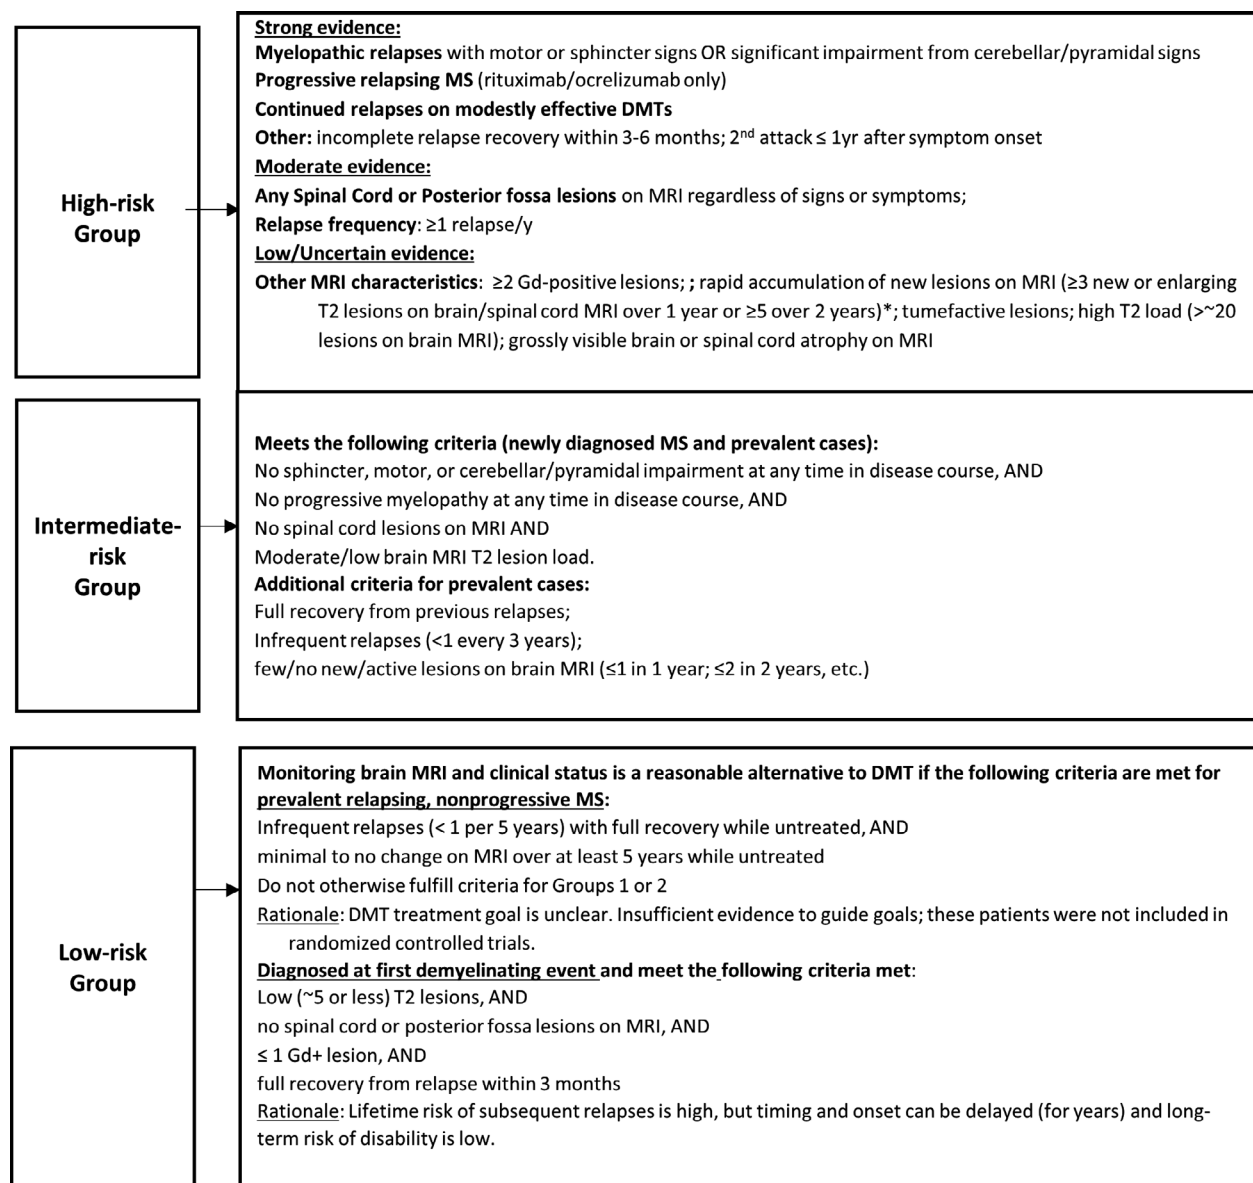 High-risk
Group
Strong evidence:
Myelopathic relapses with motor or sphincter signs OR significant impairment from cerebellar/pyramidal signs
Progressive relapsing MS (rituximab/ocrelizumab only)
Continued relapses on modestly effective DMTs
Other: incomplete relapse recovery within 3-6 months; 2nd attack ≤ 1yr after symptom onset
Moderate evidence:
Any Spinal Cord or Posterior fossa lesions on MRI regardless of signs or symptoms;
Relapse frequency: ≥1 relapse/y
Low/Uncertain evidence:
Other MRI characteristics: ≥2 Gd-positive lesions; ; rapid accumulation of new lesions on MRI (≥3 new or enlarging
T2 lesions on brain/spinal cord MRI over 1 year or ≥5 over 2 years)*; tumefactive lesions; high T2 load (>~20
lesions on brain MRI); grossly visible brain or spinal cord atrophy on MRI
Intermediate-
risk
Group
Meets the following criteria (newly diagnosed MS and prevalent cases):
No sphincter, motor, or cerebellar/pyramidal impairment at any time in disease course, AND
No progressive myelopathy at any time in disease course, AND
No spinal cord lesions on MRI AND
Moderate/low brain MRI T2 lesion load.
Additional criteria for prevalent cases:
Full recovery from previous relapses;
Infrequent relapses (<1 every 3 years);
few/no new/active lesions on brain MRI (≤1 in 1 year; ≤2 in 2 years, etc.)
Low-risk
Group
Monitoring brain MRI and clinical status is a reasonable alternative to DMT if the following criteria are met for
prevalent relapsing, nonprogressive MS:
Infrequent relapses (< 1 per 5 years) with full recovery while untreated, AND
minimal to no change on MRI over at least 5 years while untreated
Do not otherwise fulfill criteria for Groups 1 or 2
Rationale: DMT treatment goal is unclear. Insufficient evidence to guide goals; these patients were not included in
randomized controlled trials.
Diagnosed at first demyelinating event and meet the following criteria met:
Low (~5 or less) T2 lesions, AND
no spinal cord or posterior fossa lesions on MRI, AND
≤ 1 Gd+ lesion, AND
full recovery from relapse within 3 months
Rationale: Lifetime risk of subsequent relapses is high, but timing and onset can be delayed (for years) and long-
term risk of disability is low.